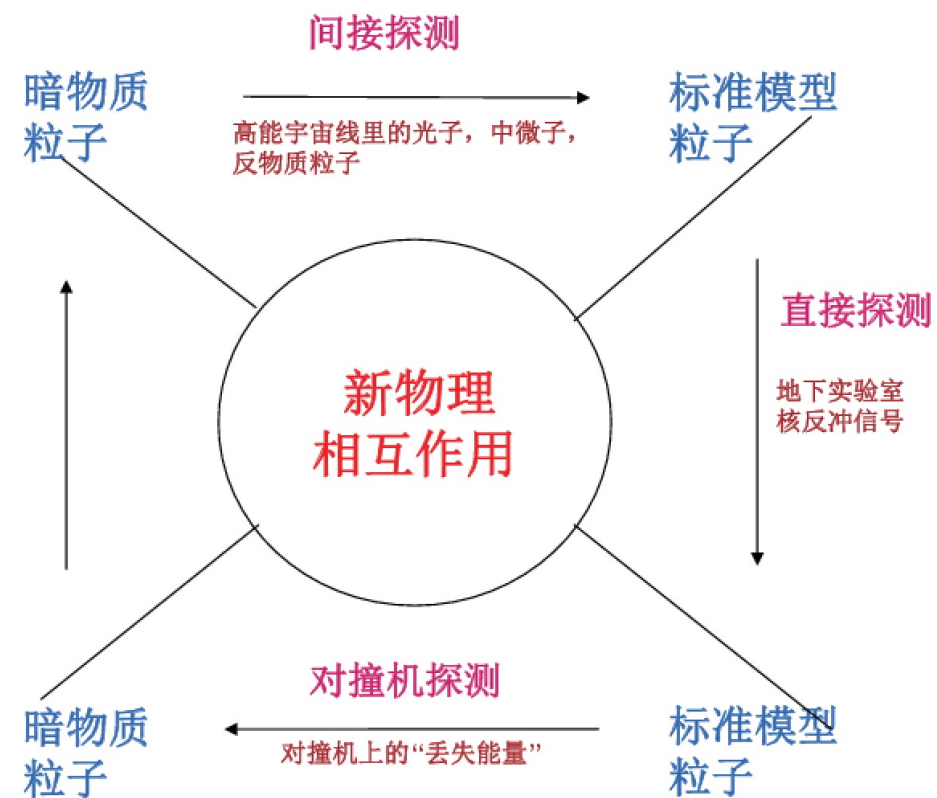 间接探测
暗物质
粒子
高能宇宙线里的光子，中微子，
反物质粒子
标准模型
粒子
直接探测
地下实验室
核反冲信号
新物理
相互作用
对撞机探测
对撞机上的“丢失能量”
暗物质
粒子
标准模型
粒子